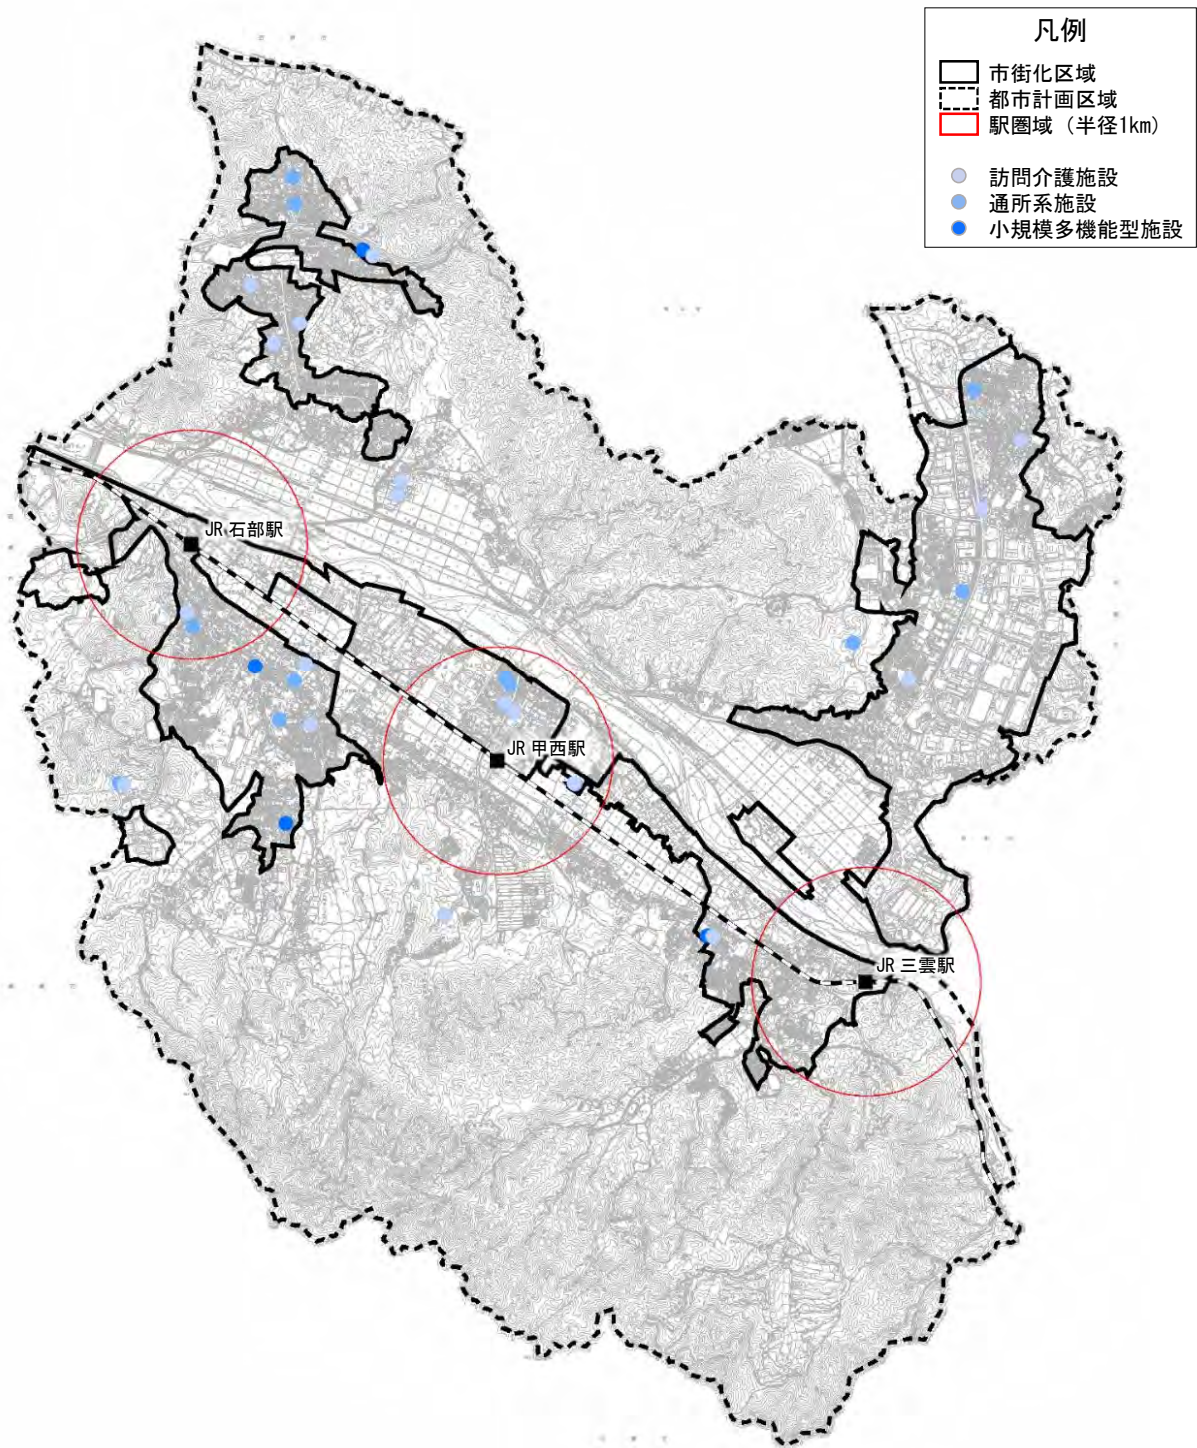 凡例
市街化区域
都市計画区域
駅圏域（半径1km）
訪問介護施設
通所系施設
小規模多機能型施設
JR 石部駅
JR 甲西駅
JR 三雲駅